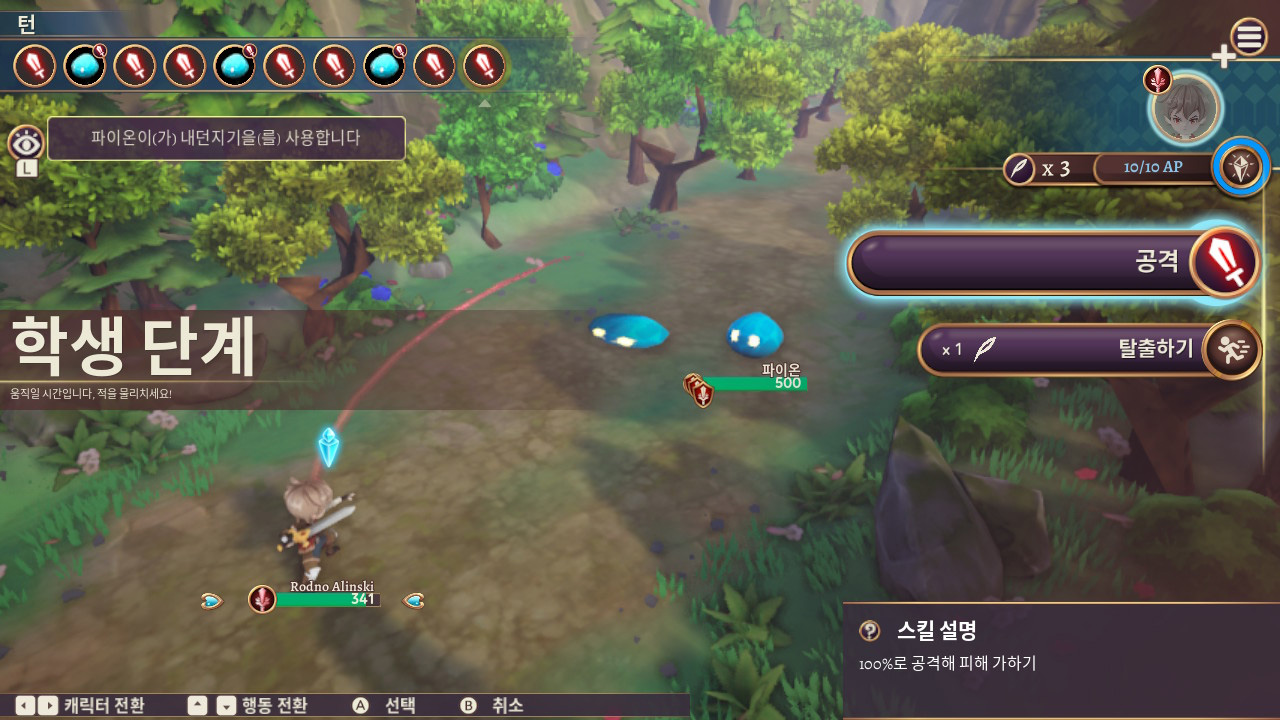 턴
파이온이(가) 내던지기을(를) 사용합니다
L
x 3
10/10 AP
공격
x 1
탈출하기
학생 단계
움직일 시간입니다, 적을 물리치세요!
파이온
500
Rodno Alinski
341
스킬 설명
100%로 공격해 피해 가하기
캐릭터 전환
행동 전환
A 선택
B 취소